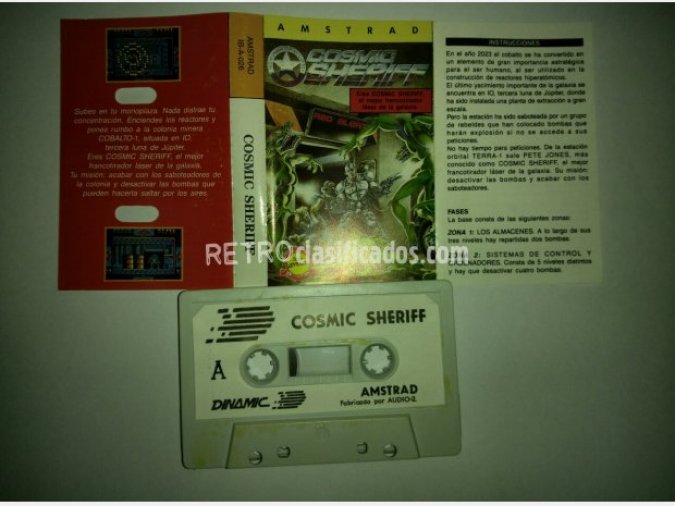 Subes en tu monoplaza. Nada distrae tu
concentración. Enciendes los reactores y
pones rumbo a la colonia minera
COBALTO-1, situada en IO,
tercera luna de Júpiter.
Eres COSMIC SHERIFF, el mejor
francotirador láser de la galaxia.
Tu misión: acabar con los saboteadores de
la colonia y desactivar las bombas que
pueden hacerla saltar por los aires.
AMSTRAD
COSMIC SHERIFF
AMSTRAD
COSMIC
SHERIFF
Eres COSMIC SHERIFF,
el mejor francotirador
láser de la galaxia
RED ALERT
INSTRUCCIONES
En el año 2023 el cobalto se ha convertido en
un elemento de gran importancia estratégica
para el ser humano, al ser utilizado en la
construcción de reactores hiperatómicos.
El último yacimiento importante de la galaxia se
encuentra en IO, tercera luna de Júpiter, donde
ha sido instalada una planta de extracción a gran
escala.
Pero la estación ha sido saboteada por un grupo
de rebeldes que han colocado bombas que
harán explosión si no se accede a sus
peticiones.
No hay tiempo para peticiones. De la estación
orbital TERRA-1 sale PETE JONES, más
conocido como COSMIC SHERIFF, el mejor
francotirador láser de la galaxia. Su misión:
desactivar las bombas y acabar con los
saboteadores.
FASES
La base consta de las siguientes zonas:
ZONA 1: LOS ALMACENES. A lo largo de sus
tres niveles hay repartidas dos bombas.
ZONA 2: SISTEMAS DE CONTROL Y
ORDENADORES. Consta de 5 niveles distintos
y hay que desactivar cuatro bombas.
RETROclasificados.com
COSMIC SHERIFF
A
DINAMIC
AMSTRAD
Fabricado por AUDIO-2.